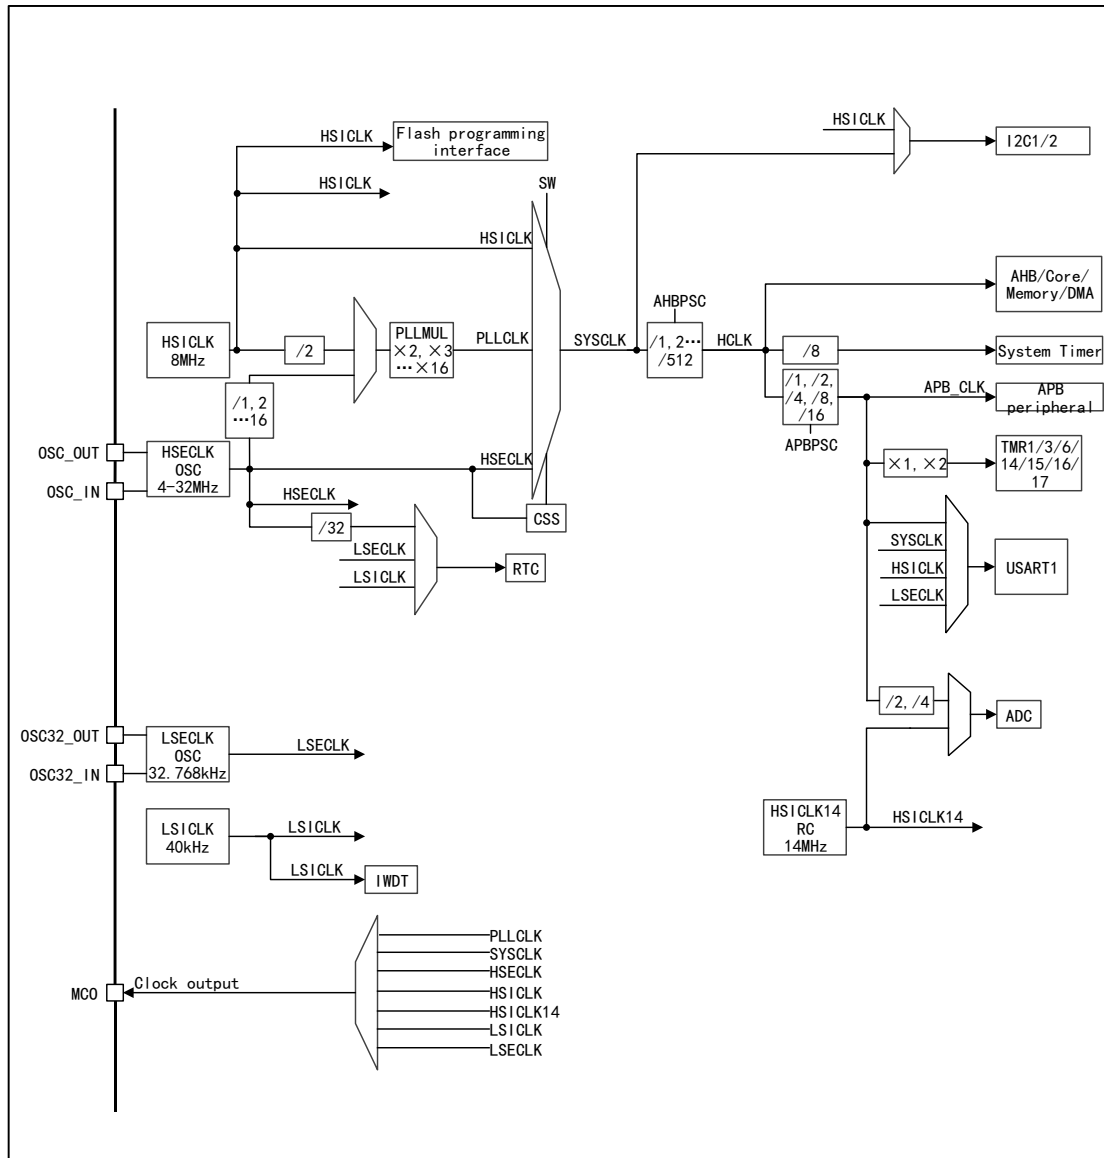 HSICLK
Flash programming
interface
HSICLK
I2C1/2
HSICLK
SW
HSICLK
AHB/Core/
Memory/DMA
AHBPSC
HSICLK
8MHz
/2
PLLMUL
×2, ×3
…×16
PLLCLK
SYSCLK
/1, 2…
/512
HCLK
/8
System Timer
/1, 2
…16
/1, /2,
/4, /8,
/16
APB_CLK
APB
peripheral
APBPSC
OSC_OUT
OSC_IN
HSECLK
OSC
4-32MHz
HSECLK
×1, ×2
TMR1/3/6/
14/15/16/
17
HSECLK
CSS
/32
LSECLK
LSICLK
RTC
SYSCLK
HSICLK
LSECLK
USART1
/2, /4
ADC
OSC32_OUT
OSC32_IN
LSECLK
OSC
32.768kHz
LSECLK
HSICLK14
RC
14MHz
HSICLK14
LSICLK
40kHz
LSICLK
LSICLK
IWDT
PLLCLK
SYSCLK
HSECLK
HSICLK
HSICLK14
LSICLK
LSECLK
MCO
Clock output